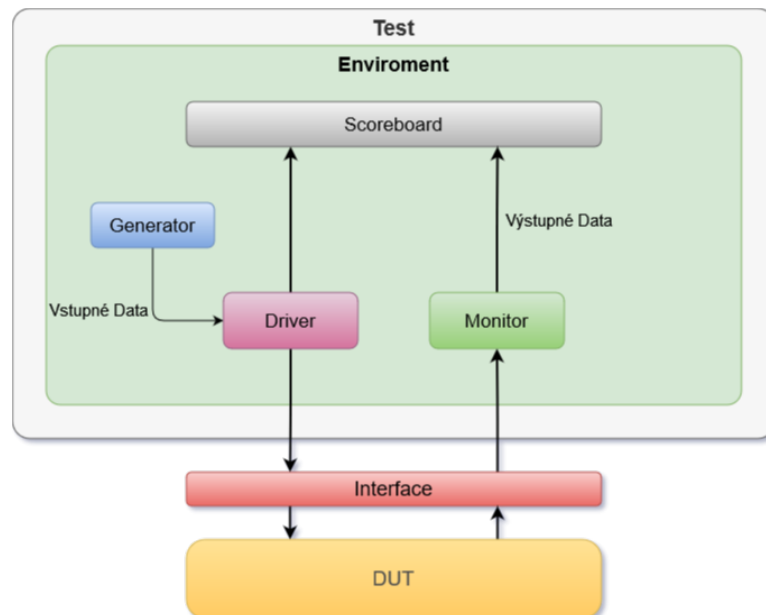 Test
Enviroment
Scoreboard
Generator
Výstupné Data
Vstupné Data
Driver
Monitor
Interface
DUT